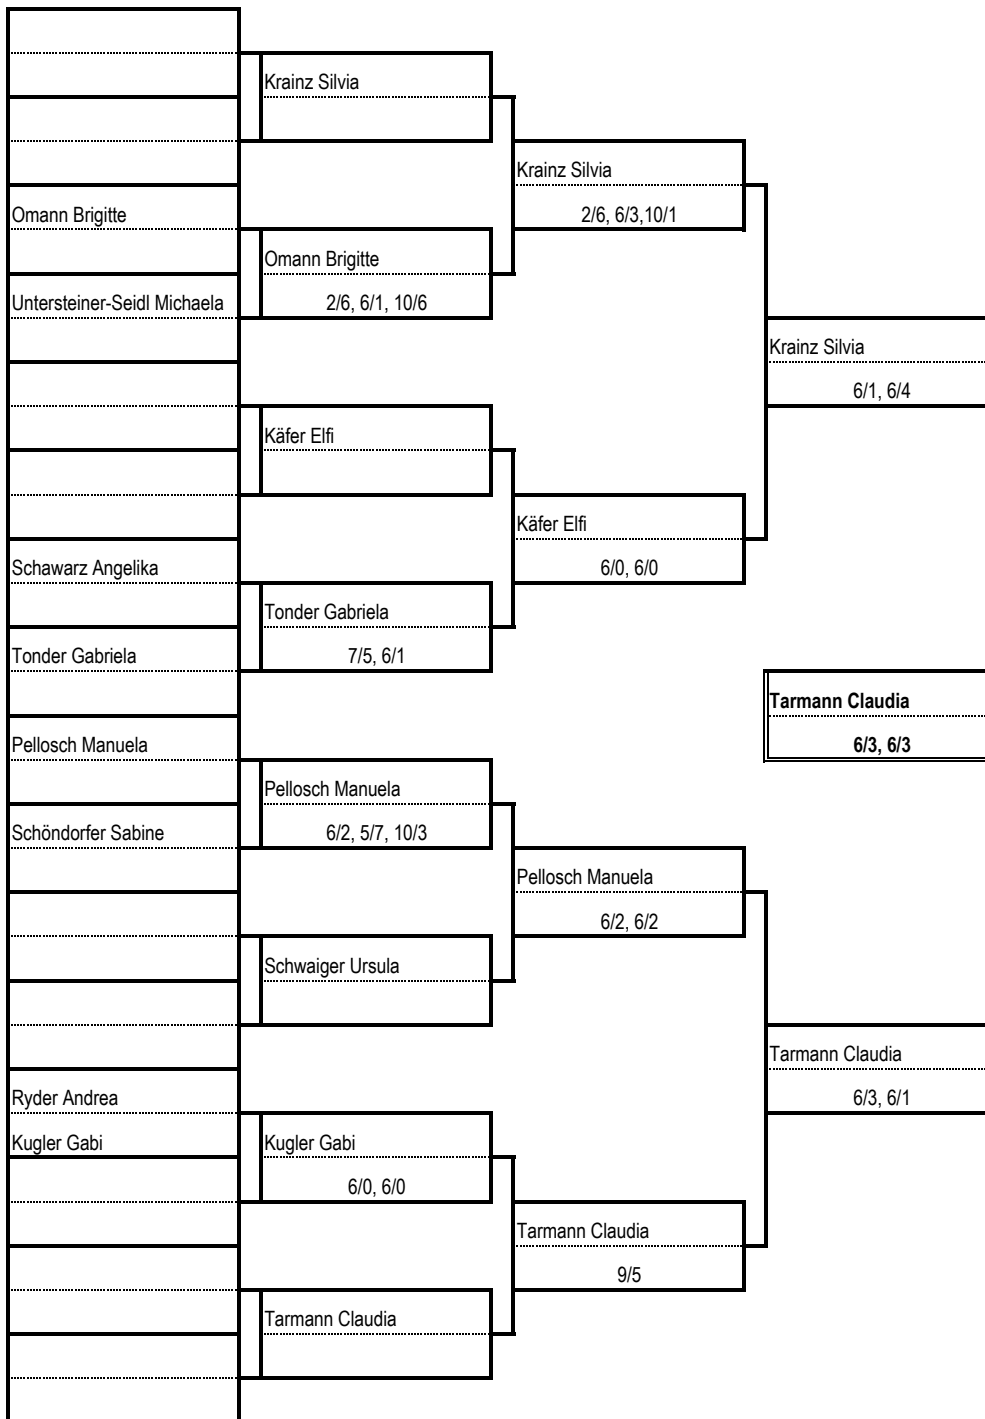 Krainz Silvia
Krainz Silvia
Omann Brigitte
2/6, 6/3,10/1
Omann Brigitte
Untersteiner-Seidl Michaela
2/6, 6/1, 10/6
Krainz Silvia
6/1, 6/4
Käfer Elfi
Käfer Elfi
Schawarz Angelika
6/0, 6/0
Tonder Gabriela
Tonder Gabriela
7/5, 6/1
Tarmann Claudia
Pellosch Manuela
6/3, 6/3
Pellosch Manuela
Schöndorfer Sabine
6/2, 5/7, 10/3
Pellosch Manuela
6/2, 6/2
Schwaiger Ursula
Tarmann Claudia
Ryder Andrea
6/3, 6/1
Kugler Gabi
Kugler Gabi
6/0, 6/0
Tarmann Claudia
9/5
Tarmann Claudia